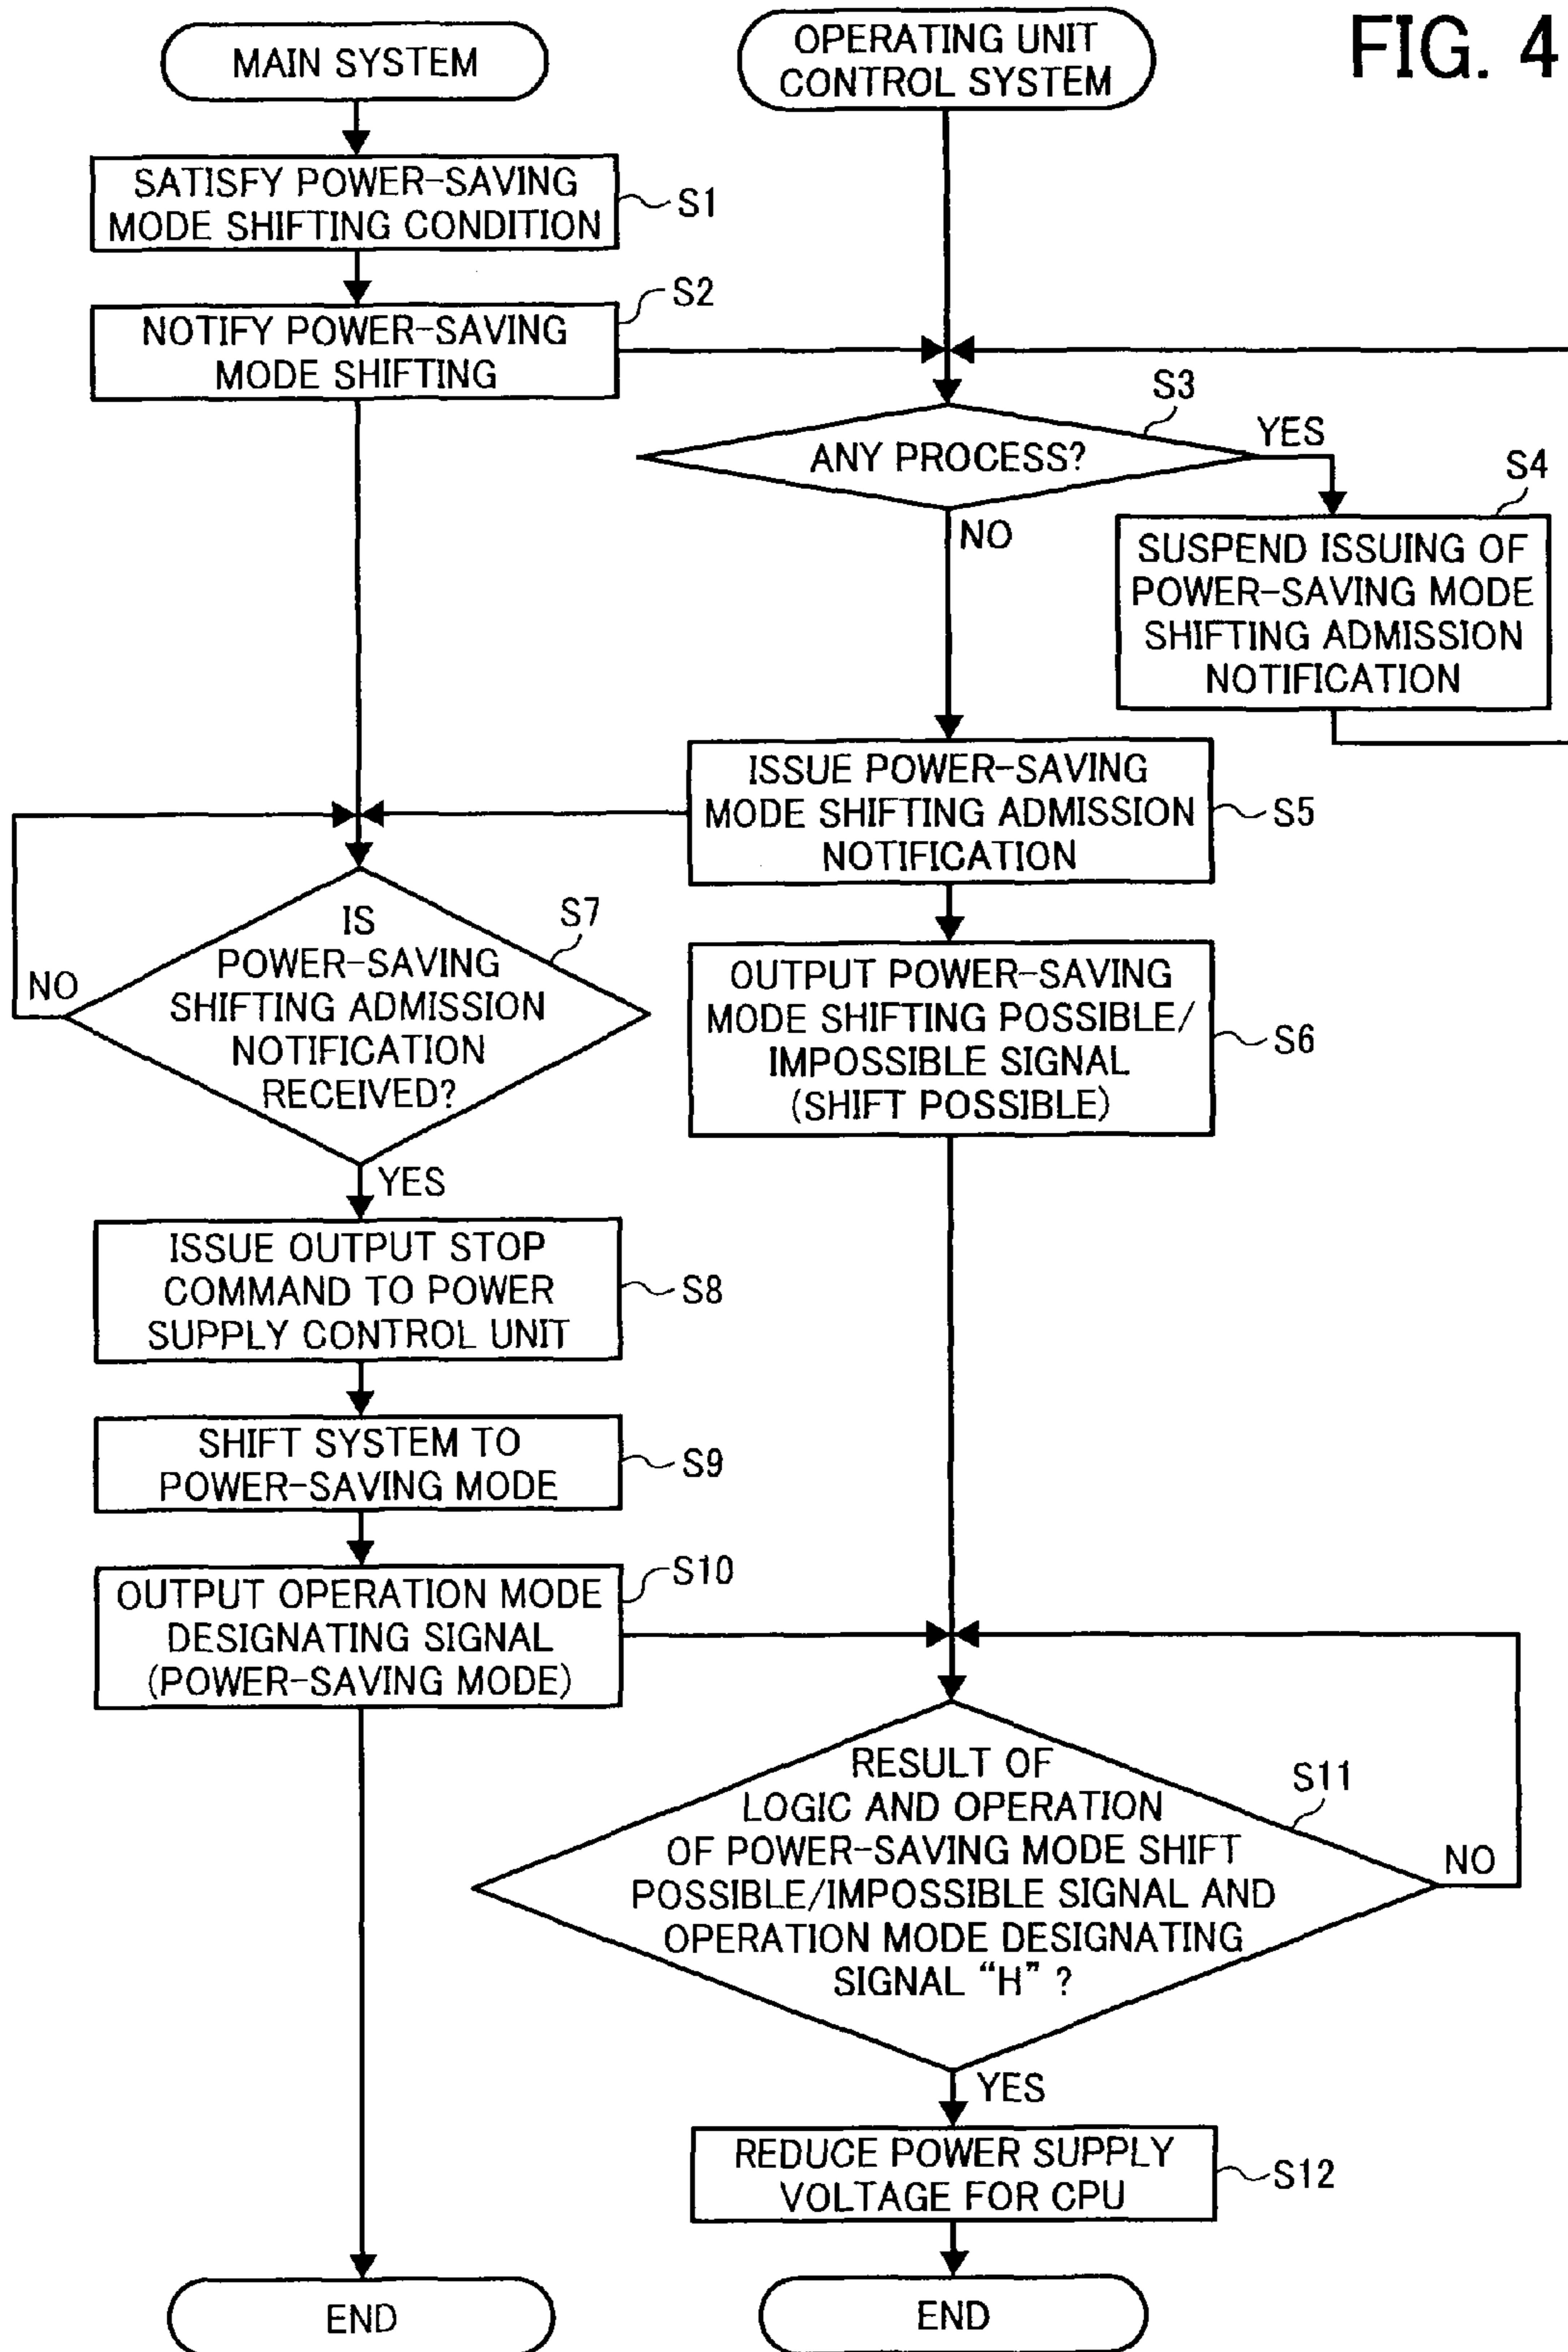 FIG. 4
MAIN SYSTEM
OPERATING UNIT
CONTROL SYSTEM
SATISFY POWER-SAVING
MODE SHIFTING CONDITION
S1
NOTIFY POWER-SAVING
MODE SHIFTING
S2
ANY PROCESS?
S3
YES
NO
SUSPEND ISSUING OF
POWER-SAVING MODE
SHIFTING ADMISSION
NOTIFICATION
S4
ISSUE POWER-SAVING
MODE SHIFTING ADMISSION
NOTIFICATION
S5
OUTPUT POWER-SAVING
MODE SHIFTING POSSIBLE/
IMPOSSIBLE SIGNAL
(SHIFT POSSIBLE)
S6
IS
POWER-SAVING
SHIFTING ADMISSION
NOTIFICATION
RECEIVED?
S7
NO
YES
ISSUE OUTPUT STOP
COMMAND TO POWER
SUPPLY CONTROL UNIT
S8
SHIFT SYSTEM TO
POWER-SAVING MODE
S9
OUTPUT OPERATION MODE
DESIGNATING SIGNAL
(POWER-SAVING MODE)
S10
RESULT OF
LOGIC AND OPERATION
OF POWER-SAVING MODE SHIFT
POSSIBLE/IMPOSSIBLE SIGNAL AND
OPERATION MODE DESIGNATING
SIGNAL “H” ?
S11
NO
YES
REDUCE POWER SUPPLY
VOLTAGE FOR CPU
S12
END
END